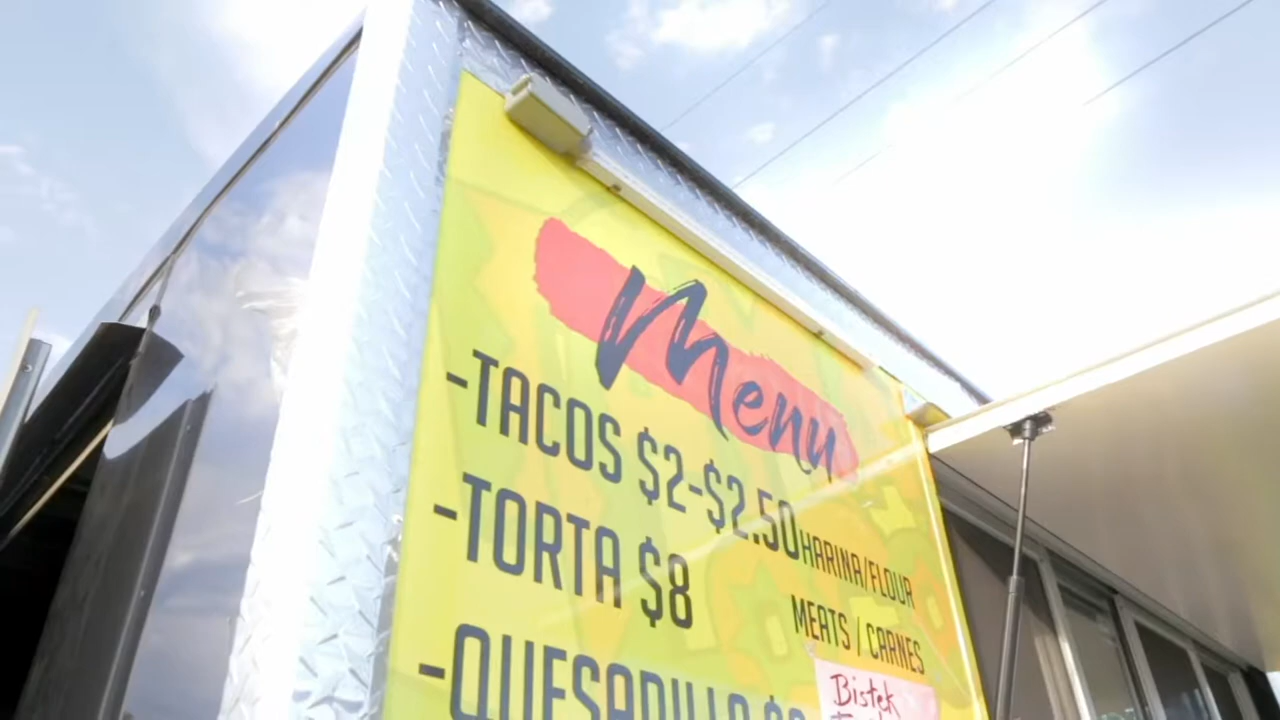 Menu
-TACOS $2-$2.50 HARINA/FLOUR
-TORTA $8
MEATS / CARNES
Bistek